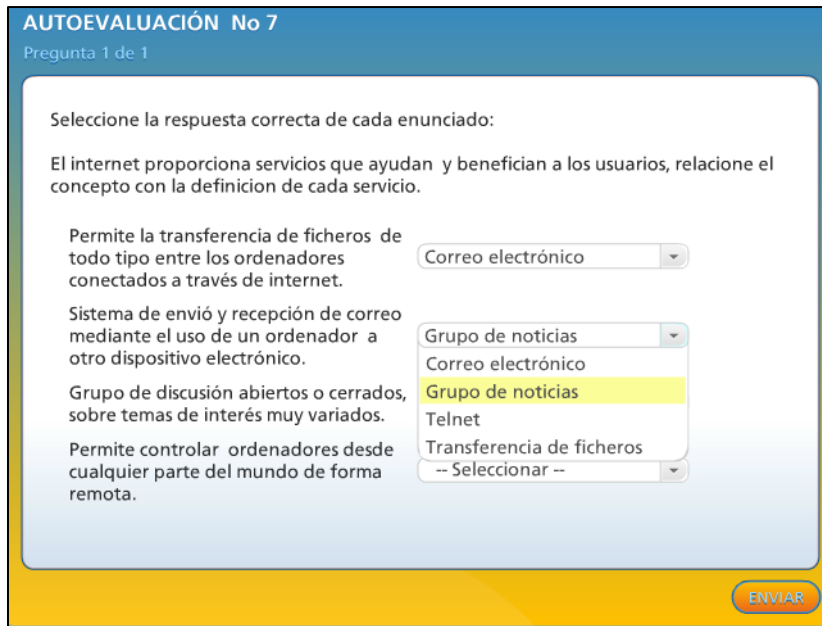 AUTOEVALUACIÓN No 7
Pregunta 1 de 1
Seleccione la respuesta correcta de cada enunciado:
El internet proporciona servicios que ayudan y benefician a los usuarios, relacione el
concepto con la definicion de cada servicio.
Permite la transferencia de ficheros de
todo tipo entre los ordenadores
conectados a través de internet.
Correo electrónico
Sistema de envió y recepción de correo
mediante el uso de un ordenador a
otro dispositivo electrónico.
Grupo de noticias
Correo electrónico
Grupo de noticias
Telnet
Transferencia de ficheros
Grupo de discusión abiertos o cerrados,
sobre temas de interés muy variados.
Permite controlar ordenadores desde
cualquier parte del mundo de forma
remota.
-- Seleccionar --
ENVIAR